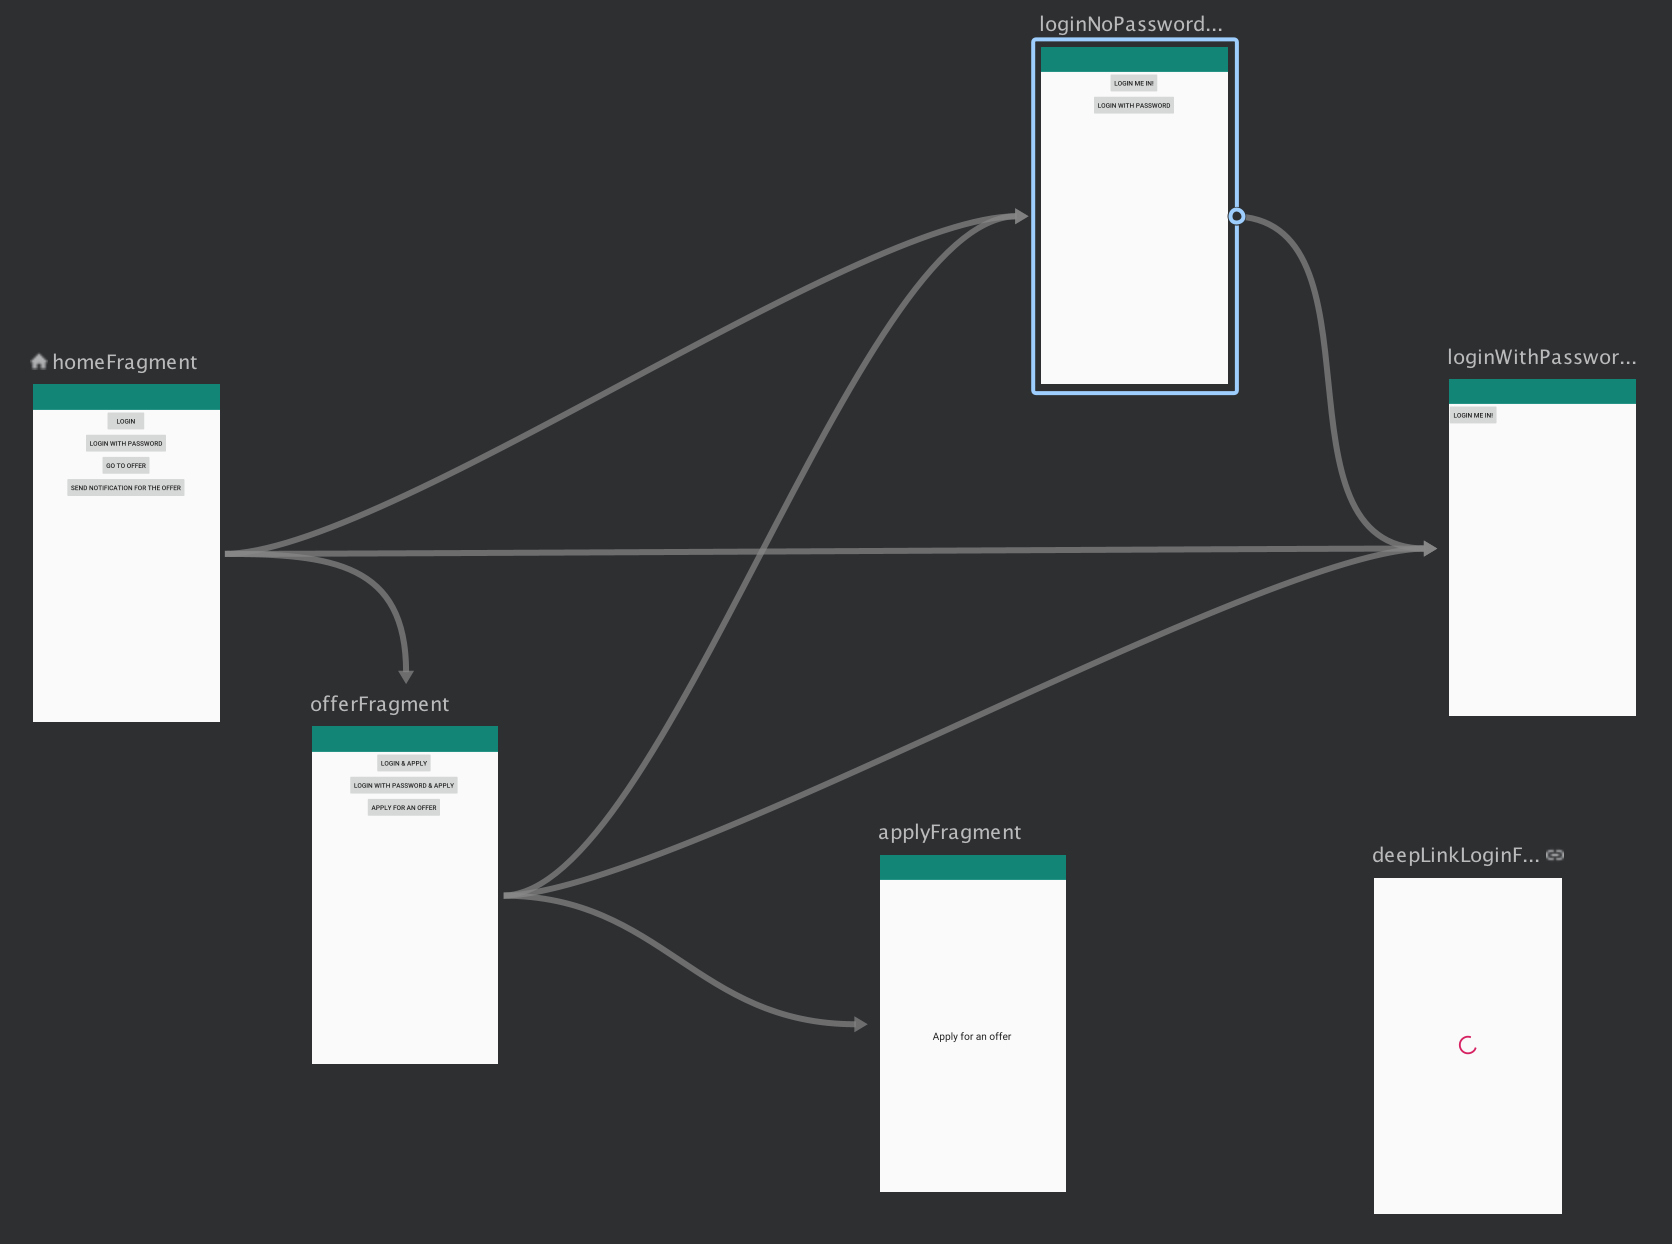 loginNoPassword...
LOGIN ME IN!
LOGIN WITH PASSWORD
homeFragment
LOGIN
LOGIN WITH PASSWORD
GO TO OFFER
SEND NOTIFICATION FOR THE OFFER
loginWithPasswor...
LOGIN ME IN!
offerFragment
LOGIN & APPLY
LOGIN WITH PASSWORD & APPLY
APPLY FOR AN OFFER
applyFragment
Apply for an offer
deepLinkLoginF...